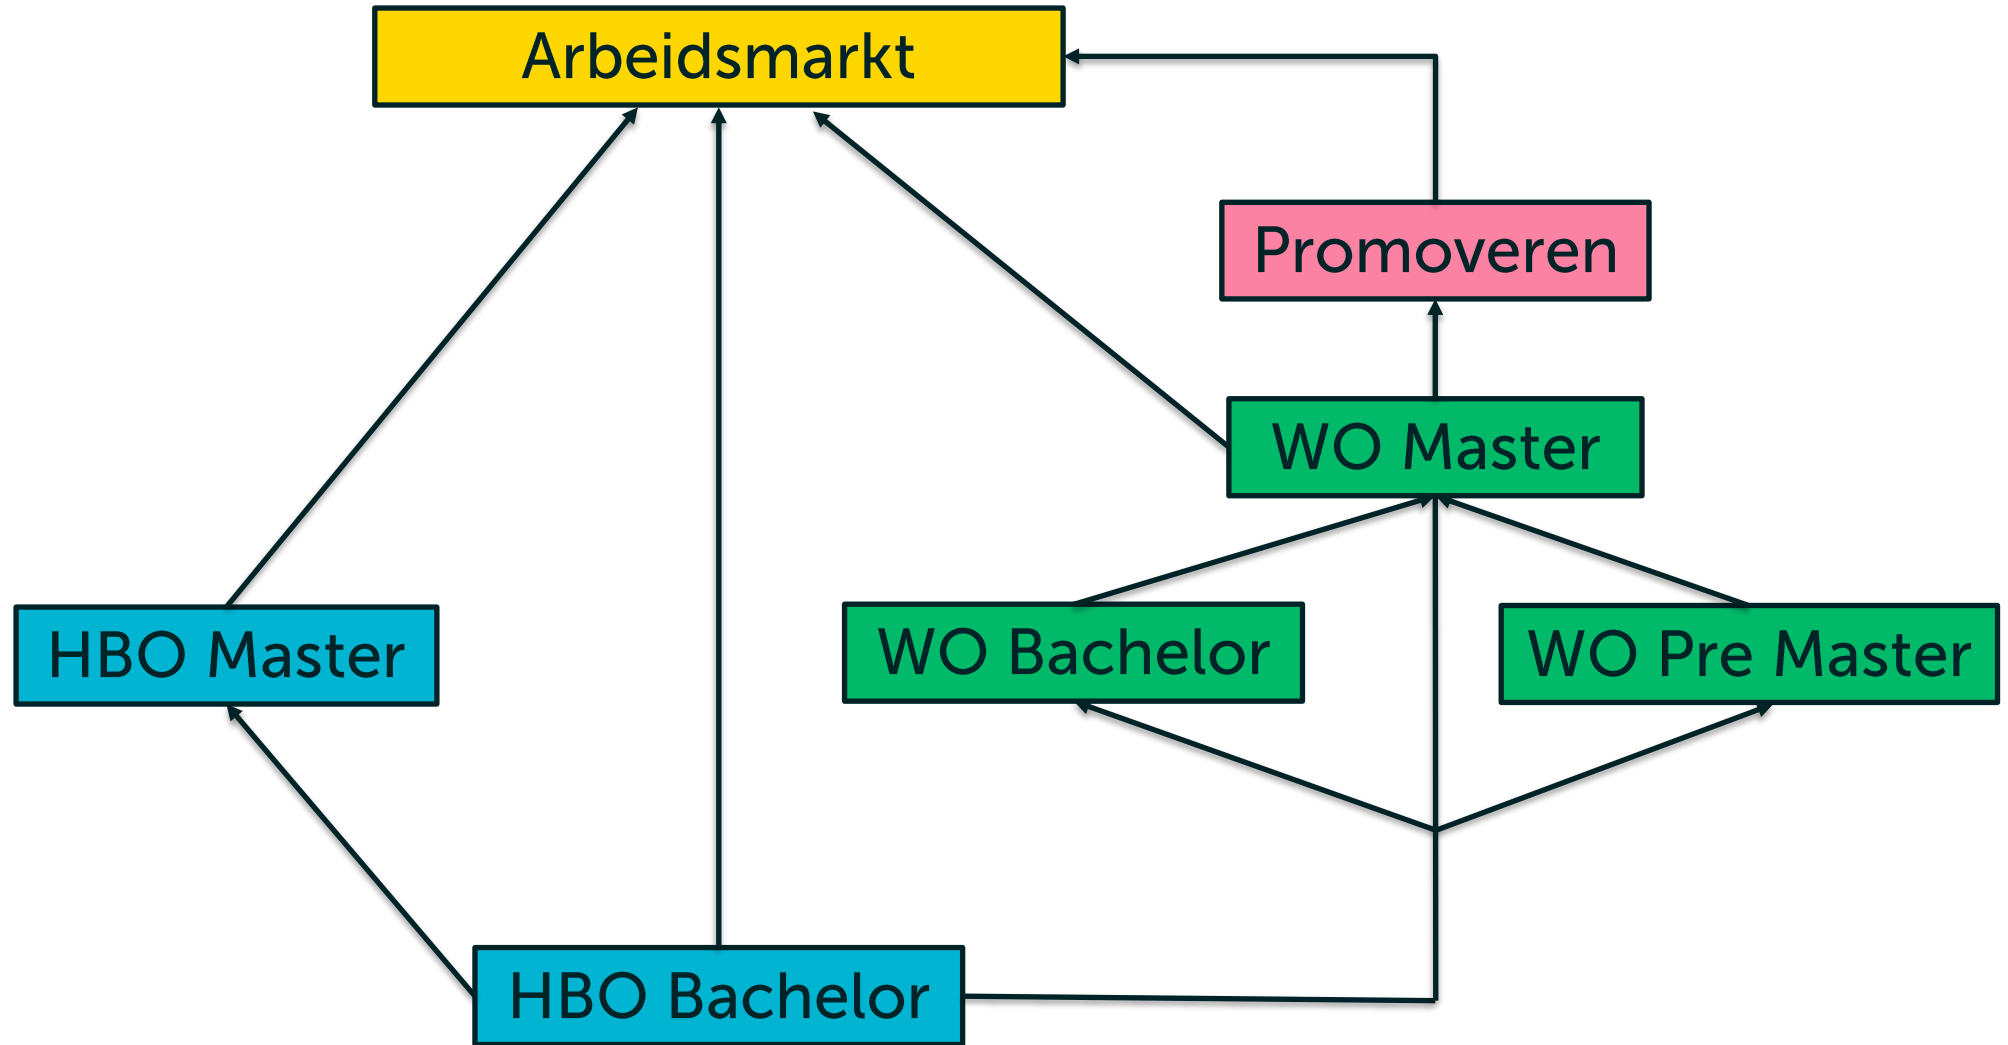 Arbeidsmarkt
Promoveren
WO Master
HBO Master
WO Bachelor
WO Pre Master
HBO Bachelor